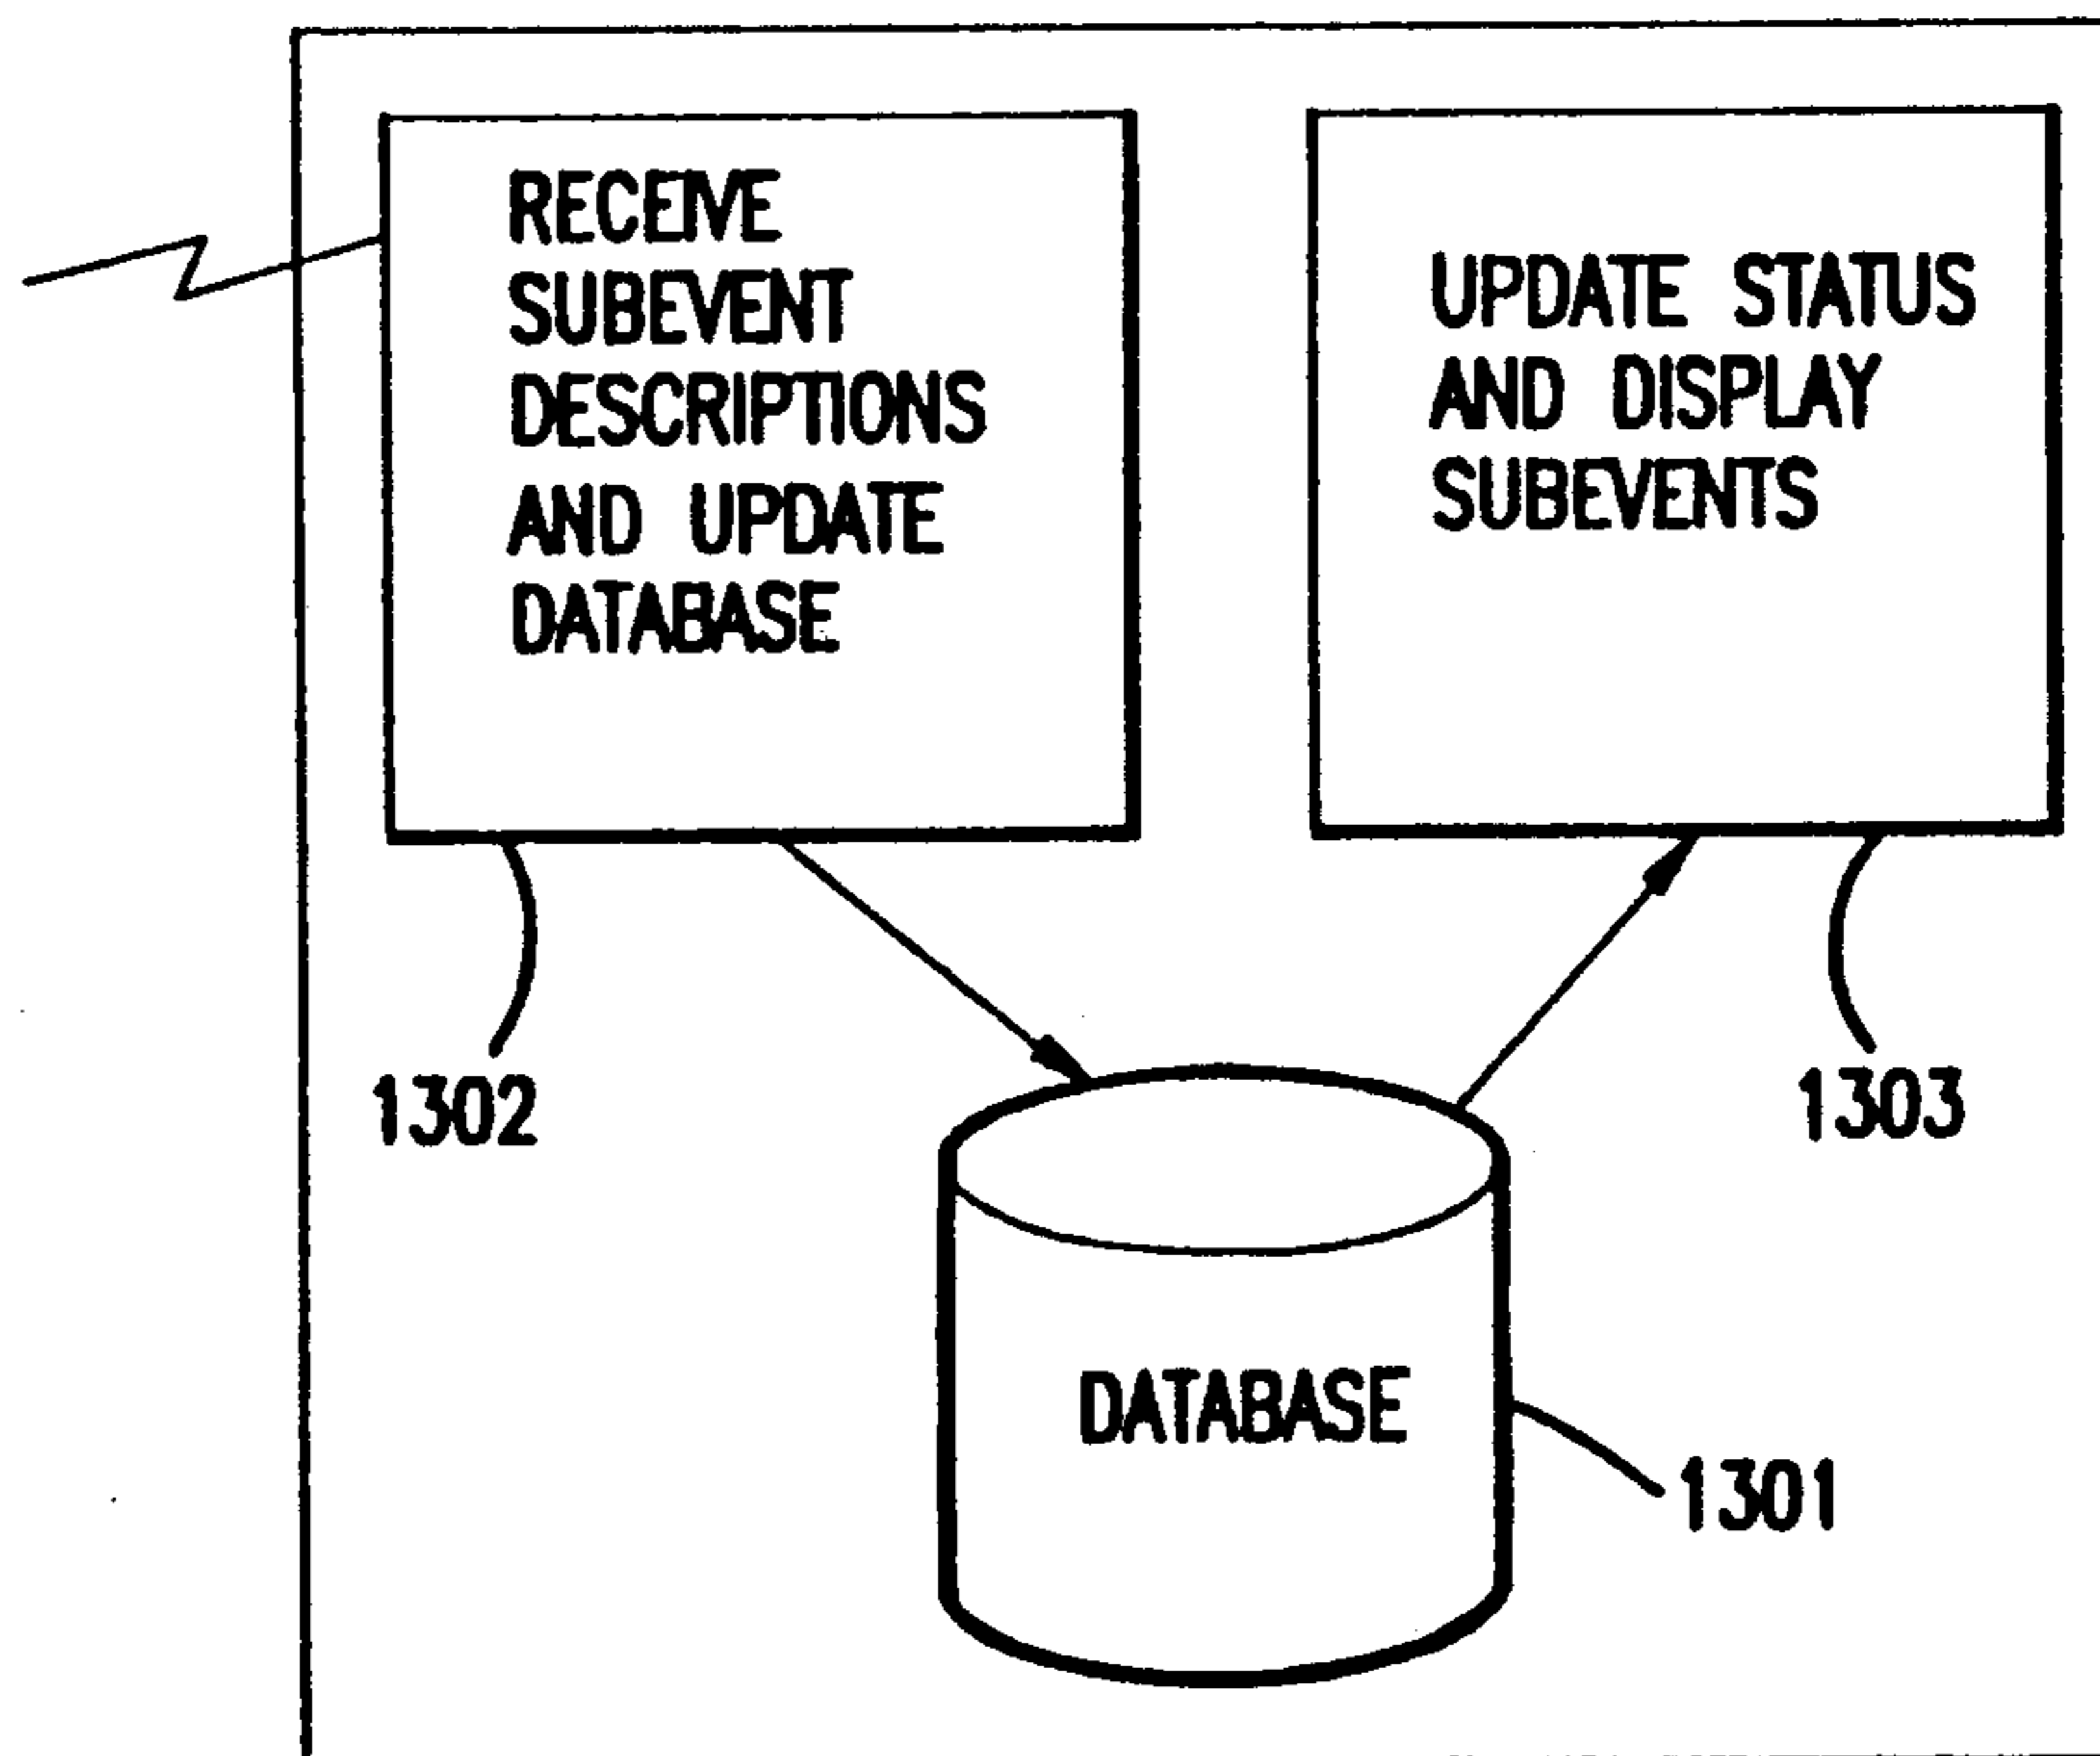 RECEIVE
SUBEVENT
DESCRIPTIONS
AND UPDATE
DATABASE
UPDATE STATUS
AND DISPLAY
SUBEVENTS
1302
1303
DATABASE
1301